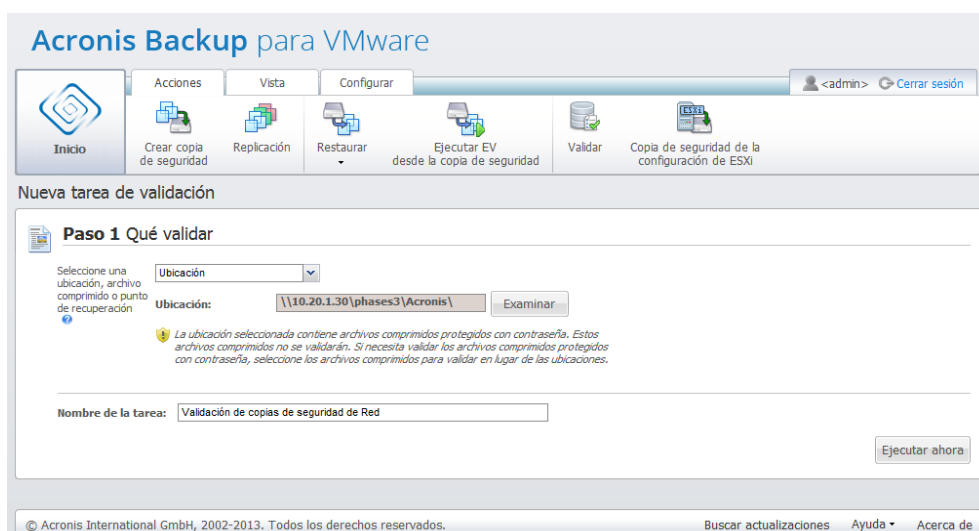 Acronis Backup para VMware
Acciones
Vista
Configurar
<admin>
Cerrar sesión
Inicio
Crear copia
de seguridad
Replicación
Restaurar
Ejecutar EV
desde la copia de seguridad
Validar
ESXi
Copia de seguridad de la
configuración de ESXi
Nueva tarea de validación
Paso 1 Qué validar
Seleccione una
ubicación, archivo
comprimido o punto
de recuperación
Ubicación
Ubicación:
\\10.20.1.30\phases3\Acronis\
Examinar
La ubicación seleccionada contiene archivos comprimidos protegidos con contraseña. Estos
archivos comprimidos no se validarán. Si necesita validar los archivos comprimidos protegidos
con contraseña, seleccione los archivos comprimidos para validar en lugar de las ubicaciones.
Nombre de la tarea:
Validación de copias de seguridad de Red
Ejecutar ahora
© Acronis International GmbH, 2002-2013. Todos los derechos reservados.
Buscar actualizaciones
Ayuda
Acerca de